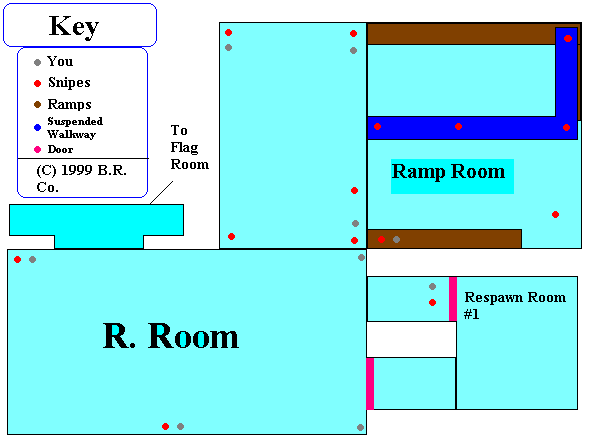 Key
You
Snipes
Ramps
Suspended
Walkway
Door
(C) 1999 B.R.
Co.
To
Flag
Room
Ramp Room
R. Room
Respawn Room
#1